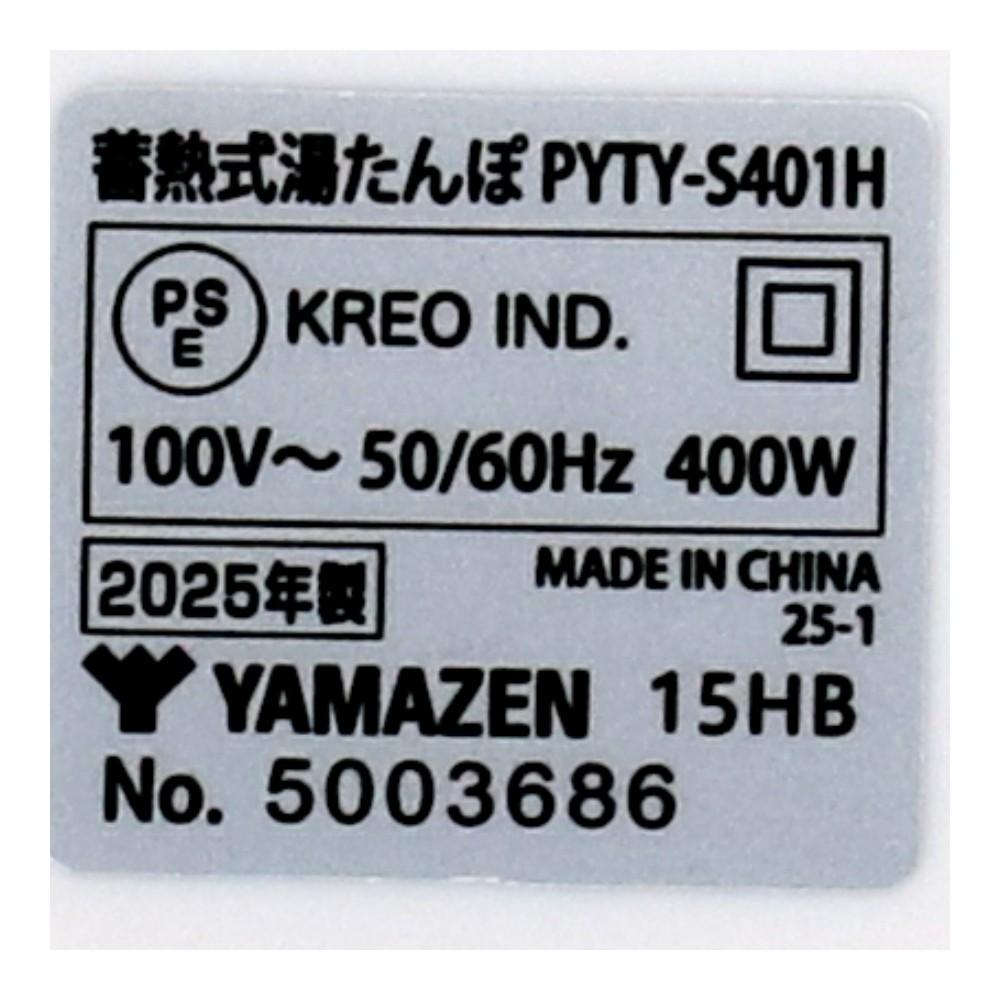 蓄熱式湯たんぽ PYTY-S401H
PSE KREO IND.
100V～ 50/60Hz 400W
2025年製 MADE IN CHINA
25-1
YAMAZEN 15HB
No. 5003686